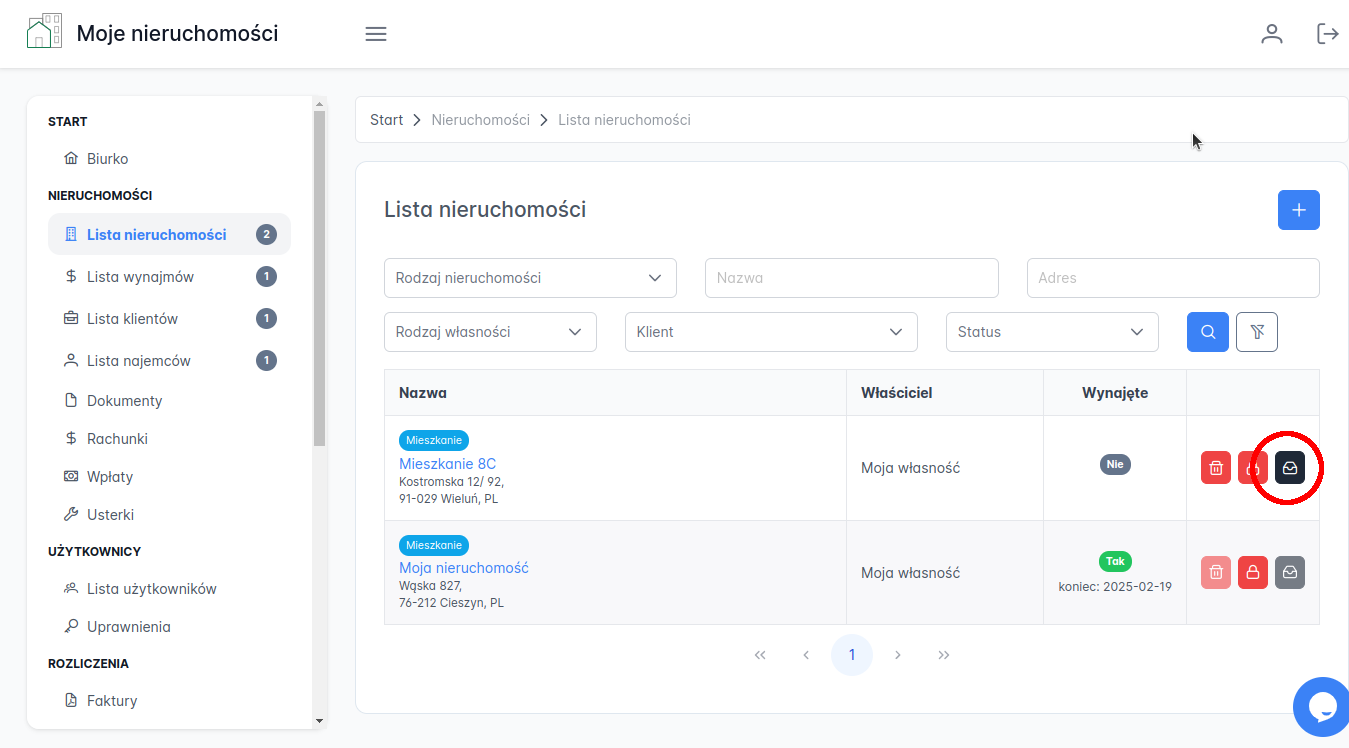 Moje nieruchomości
START
Biurko
NIERUCHOMOŚCI
Lista nieruchomości 2
Lista wynajmów 1
Lista klientów 1
Lista najemców 1
Dokumenty
Rachunki
Wpłaty
Usterki
UŻYTKOWNICY
Lista użytkowników
Uprawnienia
ROZLICZENIA
Faktury
Start > Nieruchomości > Lista nieruchomości
Lista nieruchomości
Rodzaj nieruchomości Nazwa Adres
Rodzaj własności Klient Status
Nazwa Właściciel Wynajęte
Mieszkanie
Mieszkanie 8C
Kostromska 12/ 92,
91-029 Wieluń, PL
Moja własność
Nie
Mieszkanie
Moja nieruchomość
Wąska 827,
76-212 Cieszyn, PL
Moja własność
Tak
koniec: 2025-02-19
« ‹ 1 › »